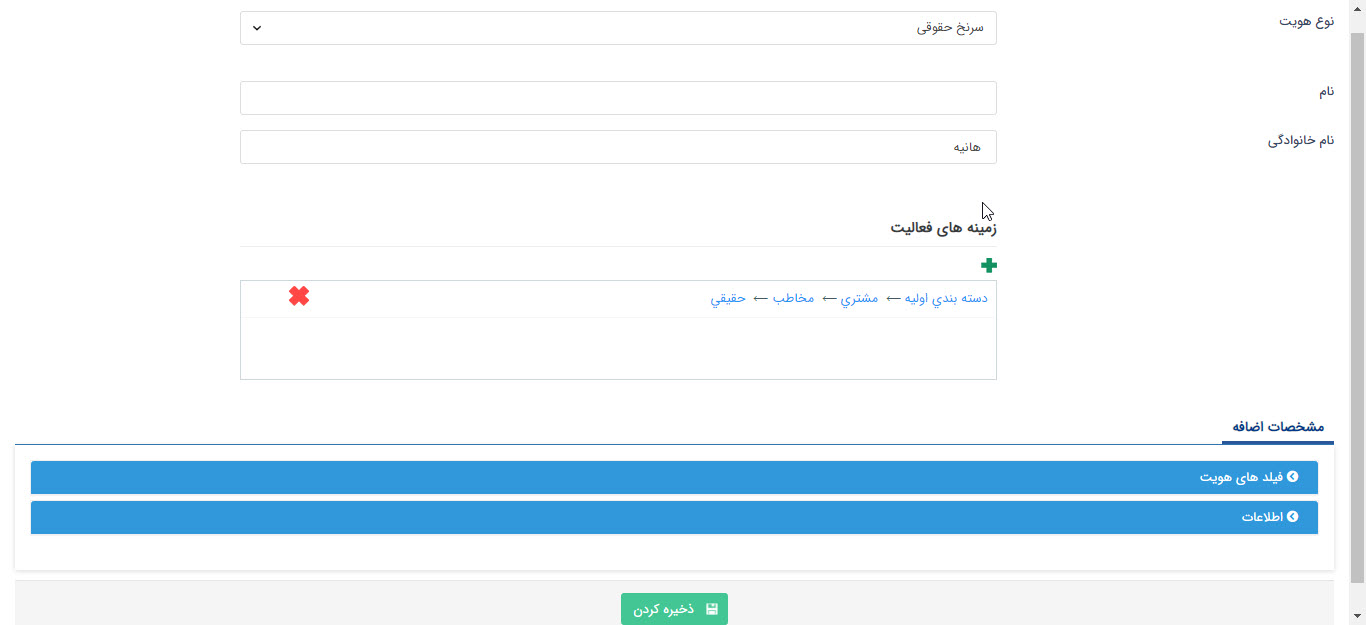 نوع هویت
سرنخ حقوقی
نام
نام خانوادگی
هانیه
زمینه های فعالیت
دسته بندي اوليه ← مشتري ← مخاطب ← حقيقي
مشخصات اضافه
فیلد های هویت
اطلاعات
ذخیره کردن